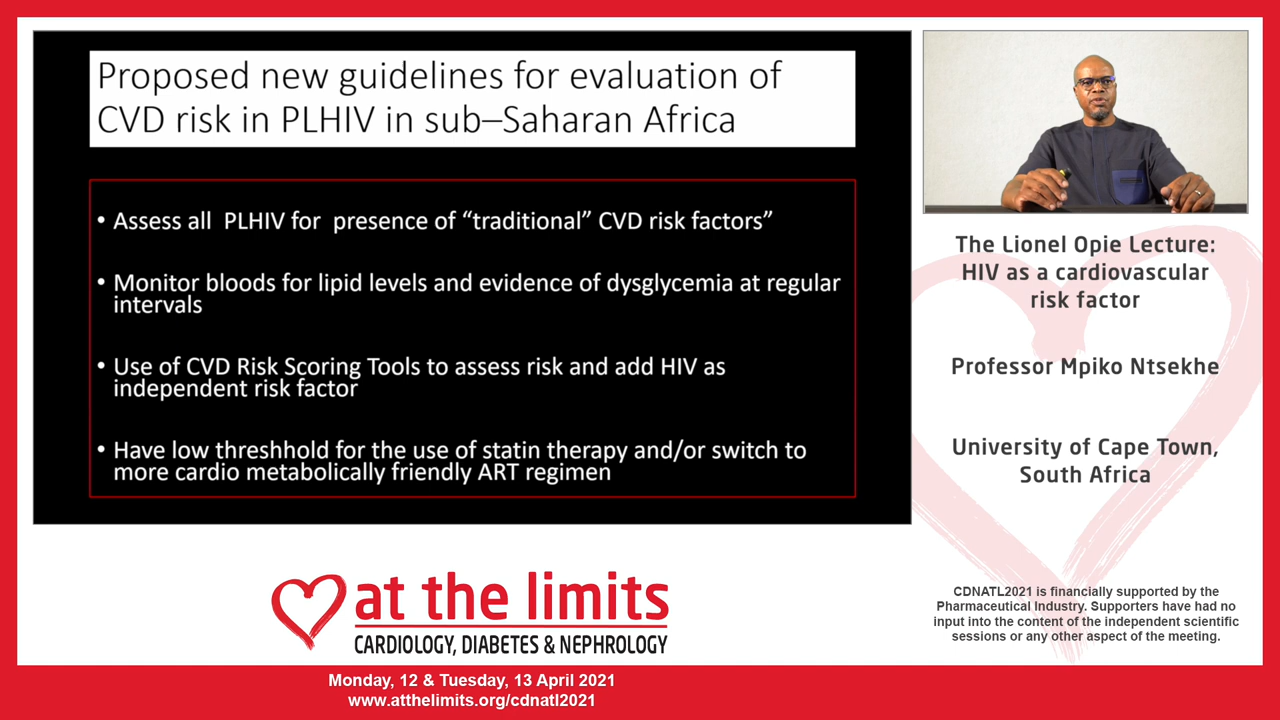 Proposed new guidelines for evaluation of
CVD risk in PLHIV in sub–Saharan Africa
• Assess all  PLHIV for  presence of “traditional” CVD risk factors”
• Monitor bloods for lipid levels and evidence of dysglycemia at regular
intervals
• Use of CVD Risk Scoring Tools to assess risk and add HIV as
independent risk factor
• Have low threshhold for the use of statin therapy and/or switch to
more cardio metabolically friendly ART regimen
The Lionel Opie Lecture:
HIV as a cardiovascular
risk factor
Professor Mpiko Ntsekhe
University of Cape Town,
South Africa
CDNATL2021 is financially supported by the
Pharmaceutical Industry. Supporters have had no
input into the content of the independent scientific
sessions or any other aspect of the meeting.
at the limits
CARDIOLOGY, DIABETES & NEPHROLOGY
Monday, 12 & Tuesday, 13 April 2021
www.atthelimits.org/cdnatl2021